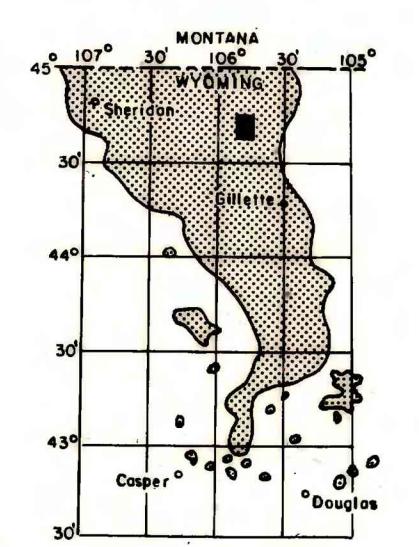 MONTANA
107° 30' 106° 30' 105°
45°
WYOMING
Sheridan
30'
Gillette
44°
30'
43°
Casper
Douglas
30'